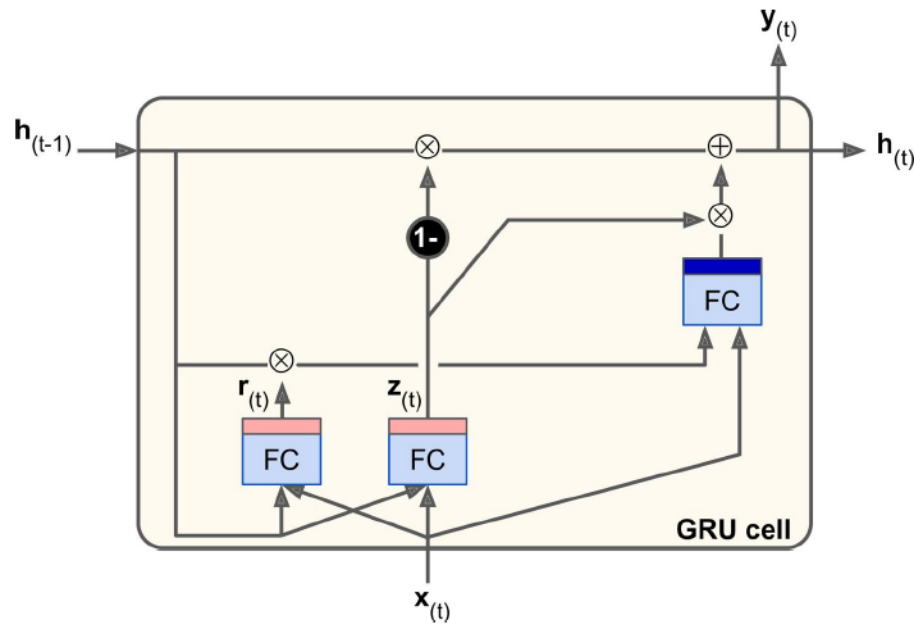 y(t)
h(t-1)
⊗
⊕
h(t)
1-
⊗
FC
⊗
r(t)
z(t)
FC
FC
GRU cell
x(t)